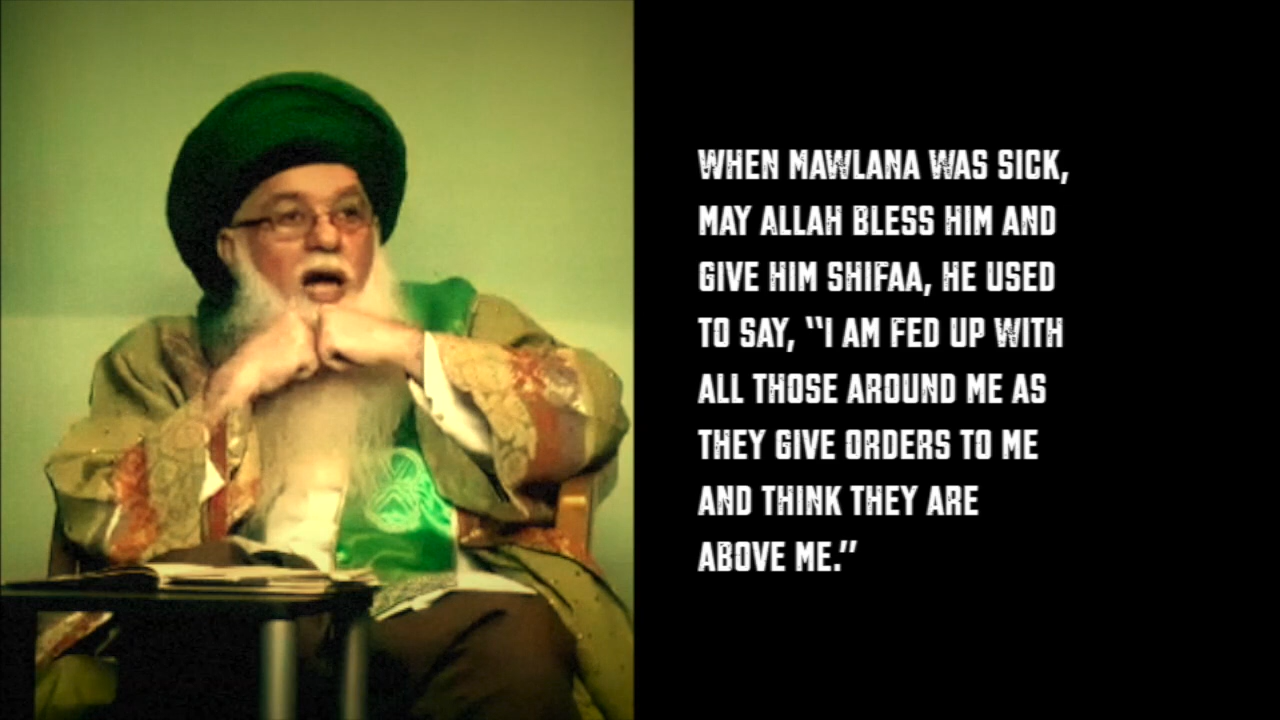 WHEN MAWLANA WAS SICK,
MAY ALLAH BLESS HIM AND
GIVE HIM SHIFAA, HE USED
TO SAY, “I AM FED UP WITH
ALL THOSE AROUND ME AS
THEY GIVE ORDERS TO ME
AND THINK THEY ARE
ABOVE ME.”